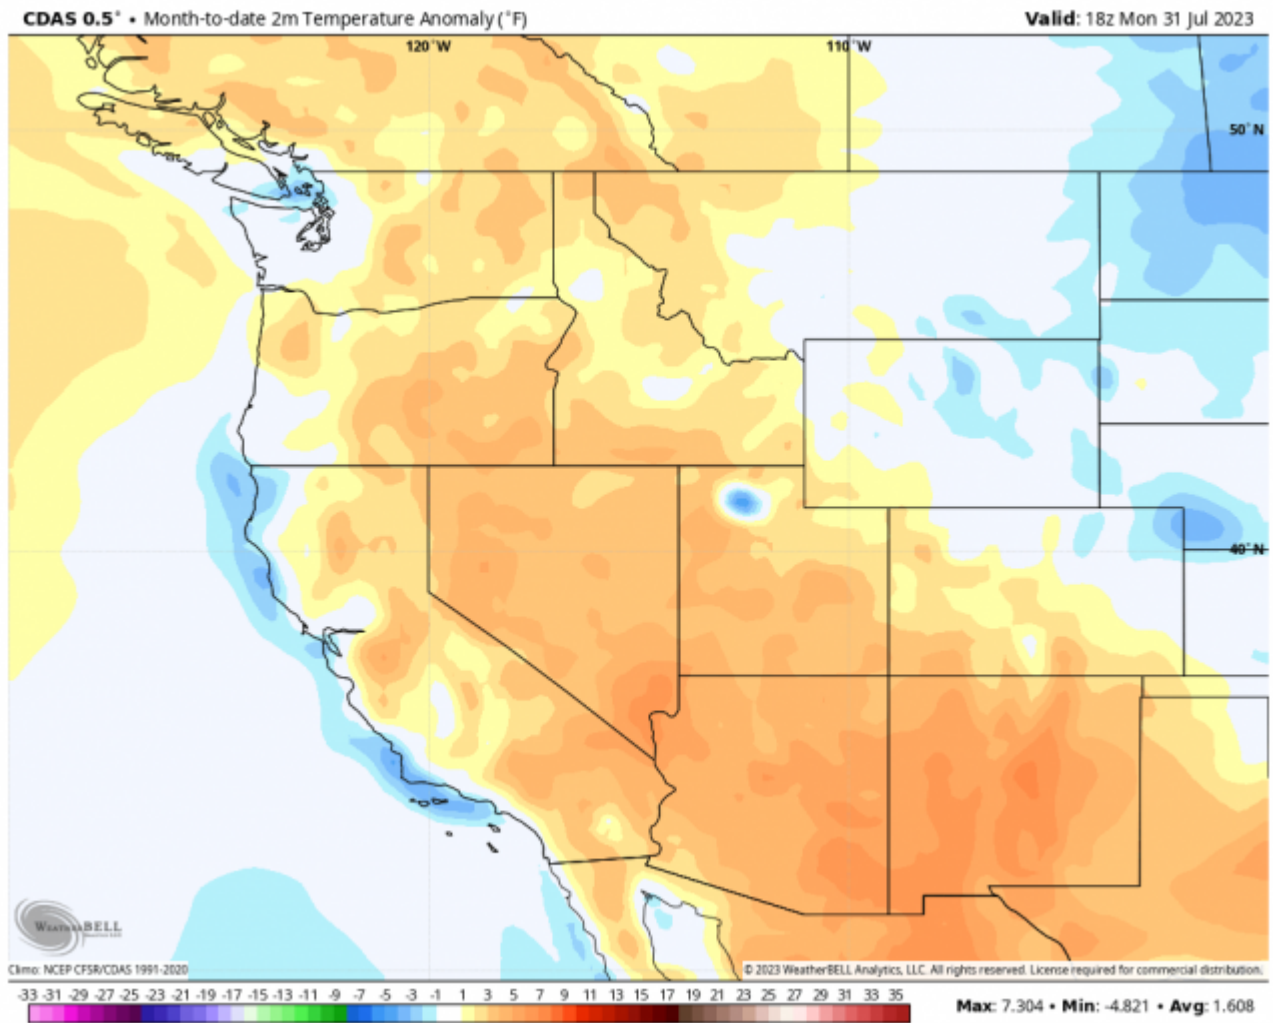 CDAS 0.5° • Month-to-date 2m Temperature Anomaly (°F) Valid: 18z Mon 31 Jul 2023
120°W 110°W
50°N
40°N
WEATHERBELL
Climo: NCEP CFSR/CDAS 1991-2020 © 2023 WeatherBELL Analytics, LLC. All rights reserved. License required for commercial distribution.
-33 -31 -29 -27 -25 -23 -21 -19 -17 -15 -13 -11 -9 -7 -5 -3 -1 1 3 5 7 9 11 13 15 17 19 21 23 25 27 29 31 33 35 Max: 7.304 • Min: -4.821 • Avg: 1.608